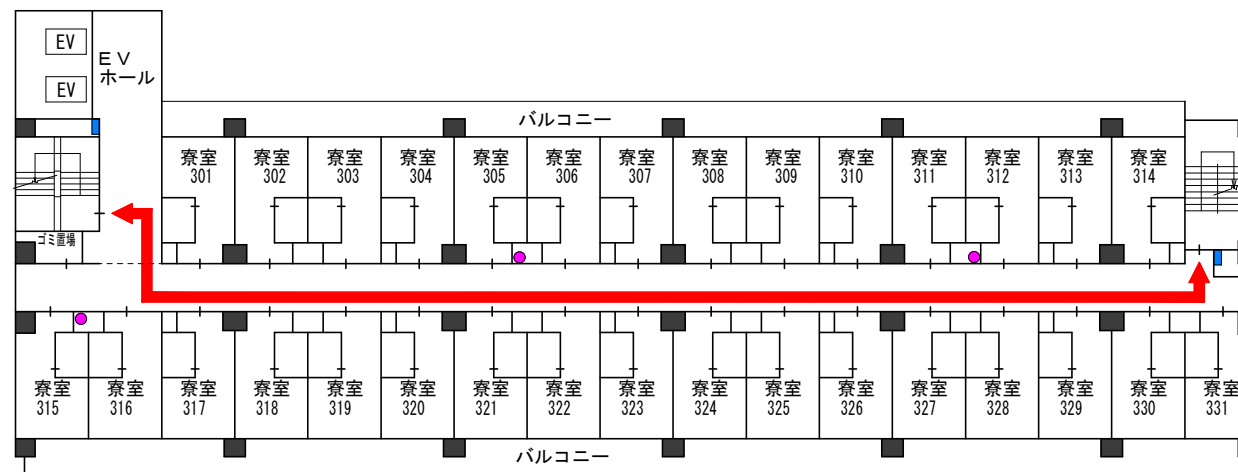 EV
EV
ＥＶ
ホール
バルコニー
寮室
301
寮室
302
寮室
303
寮室
304
寮室
305
寮室
306
寮室
307
寮室
308
寮室
309
寮室
310
寮室
311
寮室
312
寮室
313
寮室
314
ゴミ置場
寮室
315
寮室
316
寮室
317
寮室
318
寮室
319
寮室
320
寮室
321
寮室
322
寮室
323
寮室
324
寮室
325
寮室
326
寮室
327
寮室
328
寮室
329
寮室
330
寮室
331
バルコニー